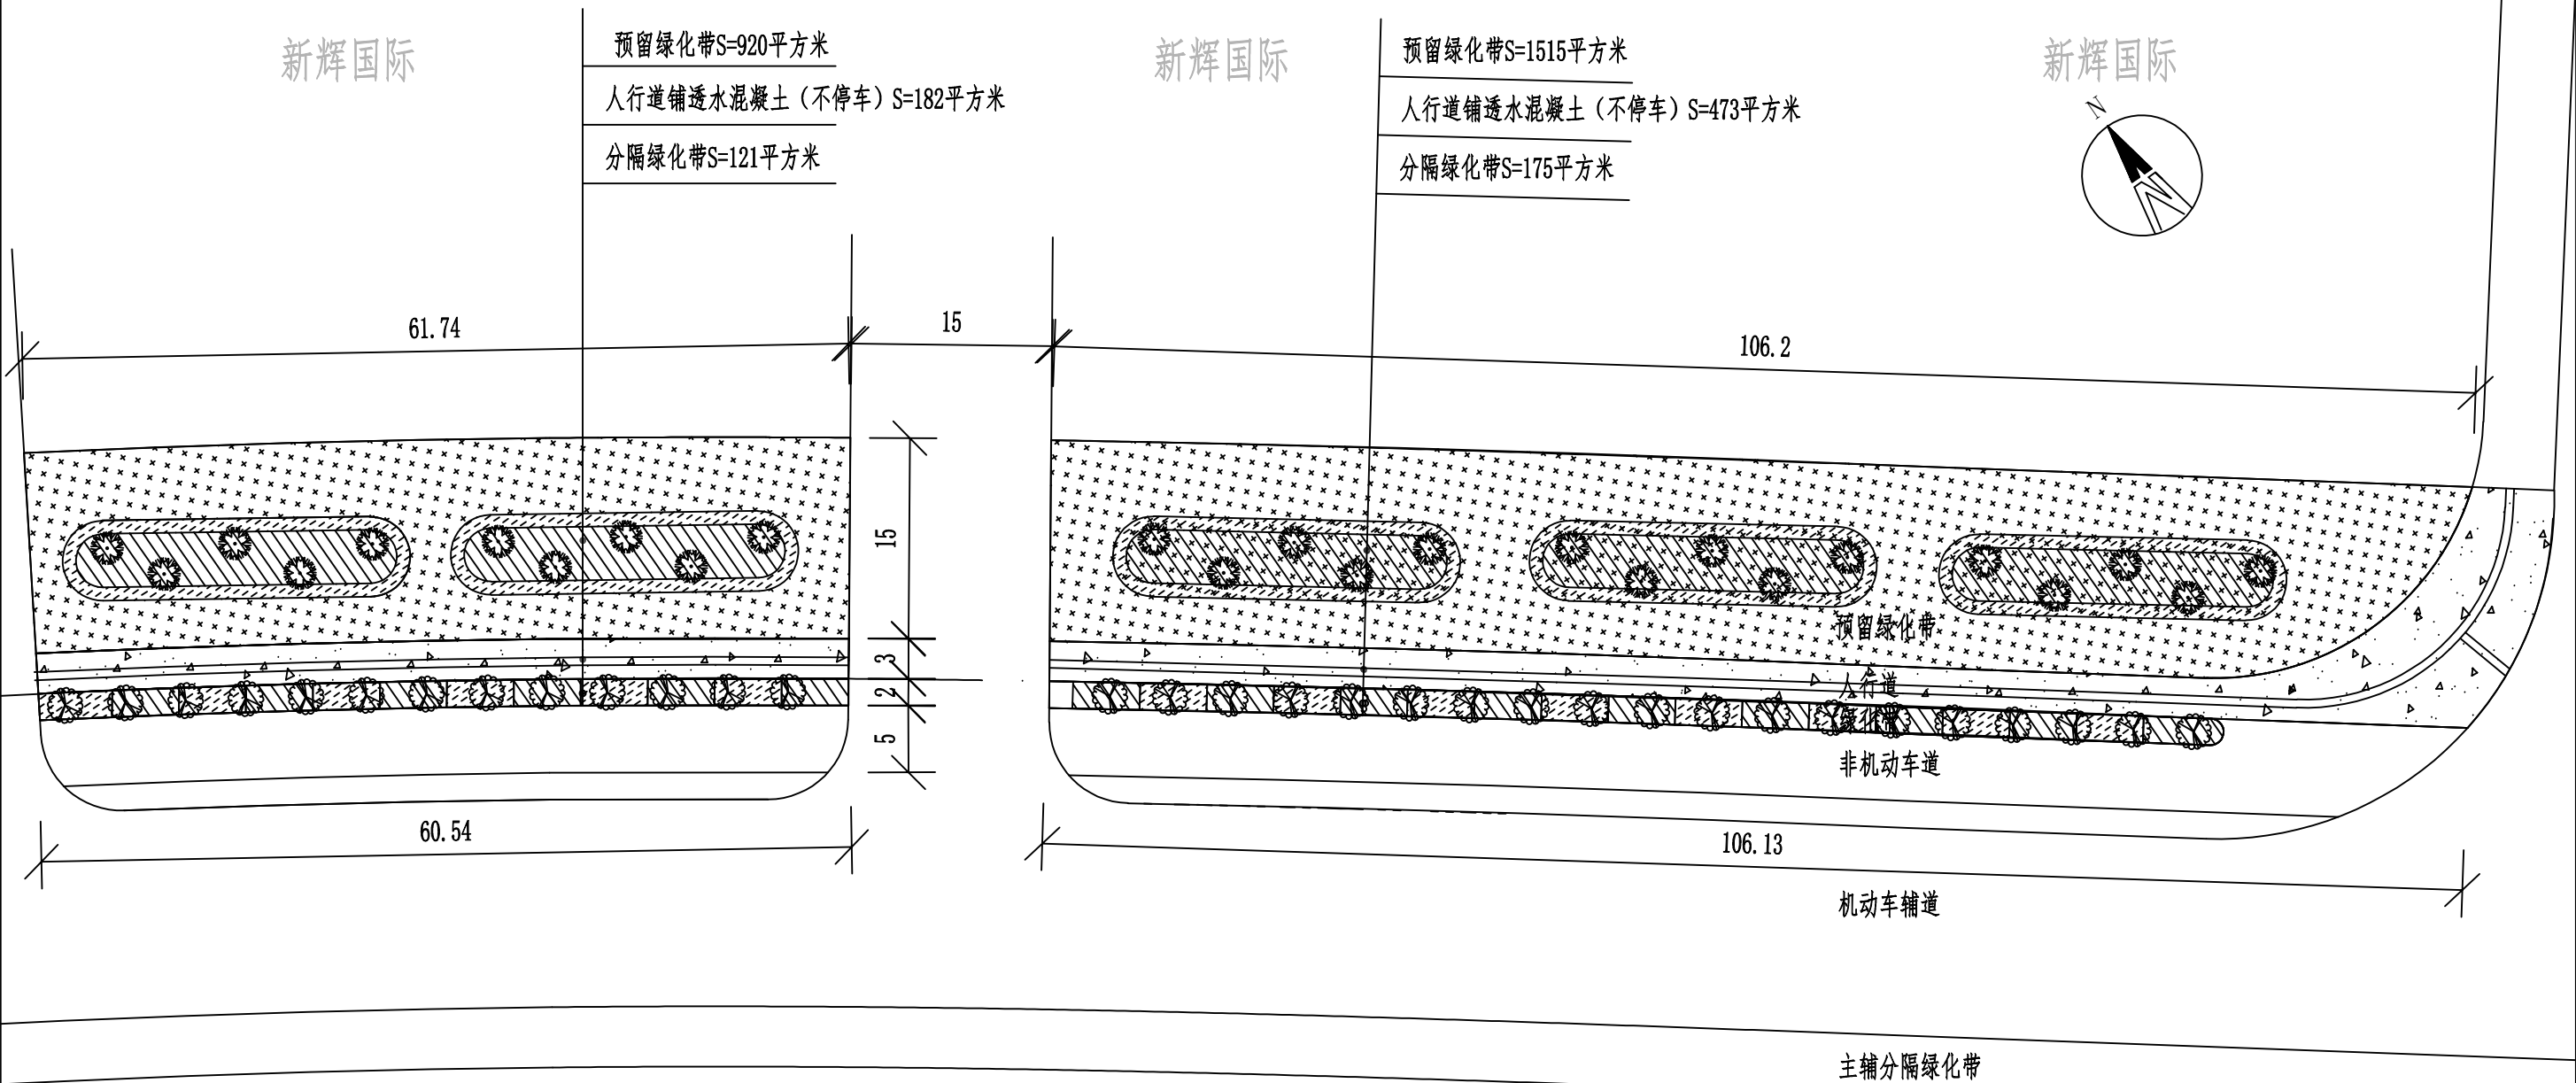 新辉国际
新辉国际
新辉国际
预留绿化带S=920平方米
人行道铺透水混凝土（不停车）S=182平方米
分隔绿化带S=121平方米
预留绿化带S=1515平方米
人行道铺透水混凝土（不停车）S=473平方米
分隔绿化带S=175平方米
N
61.74
15
106.2
15
3
2
5
预留绿化带
人行道
绿化带
非机动车道
60.54
106.13
机动车辅道
主辅分隔绿化带